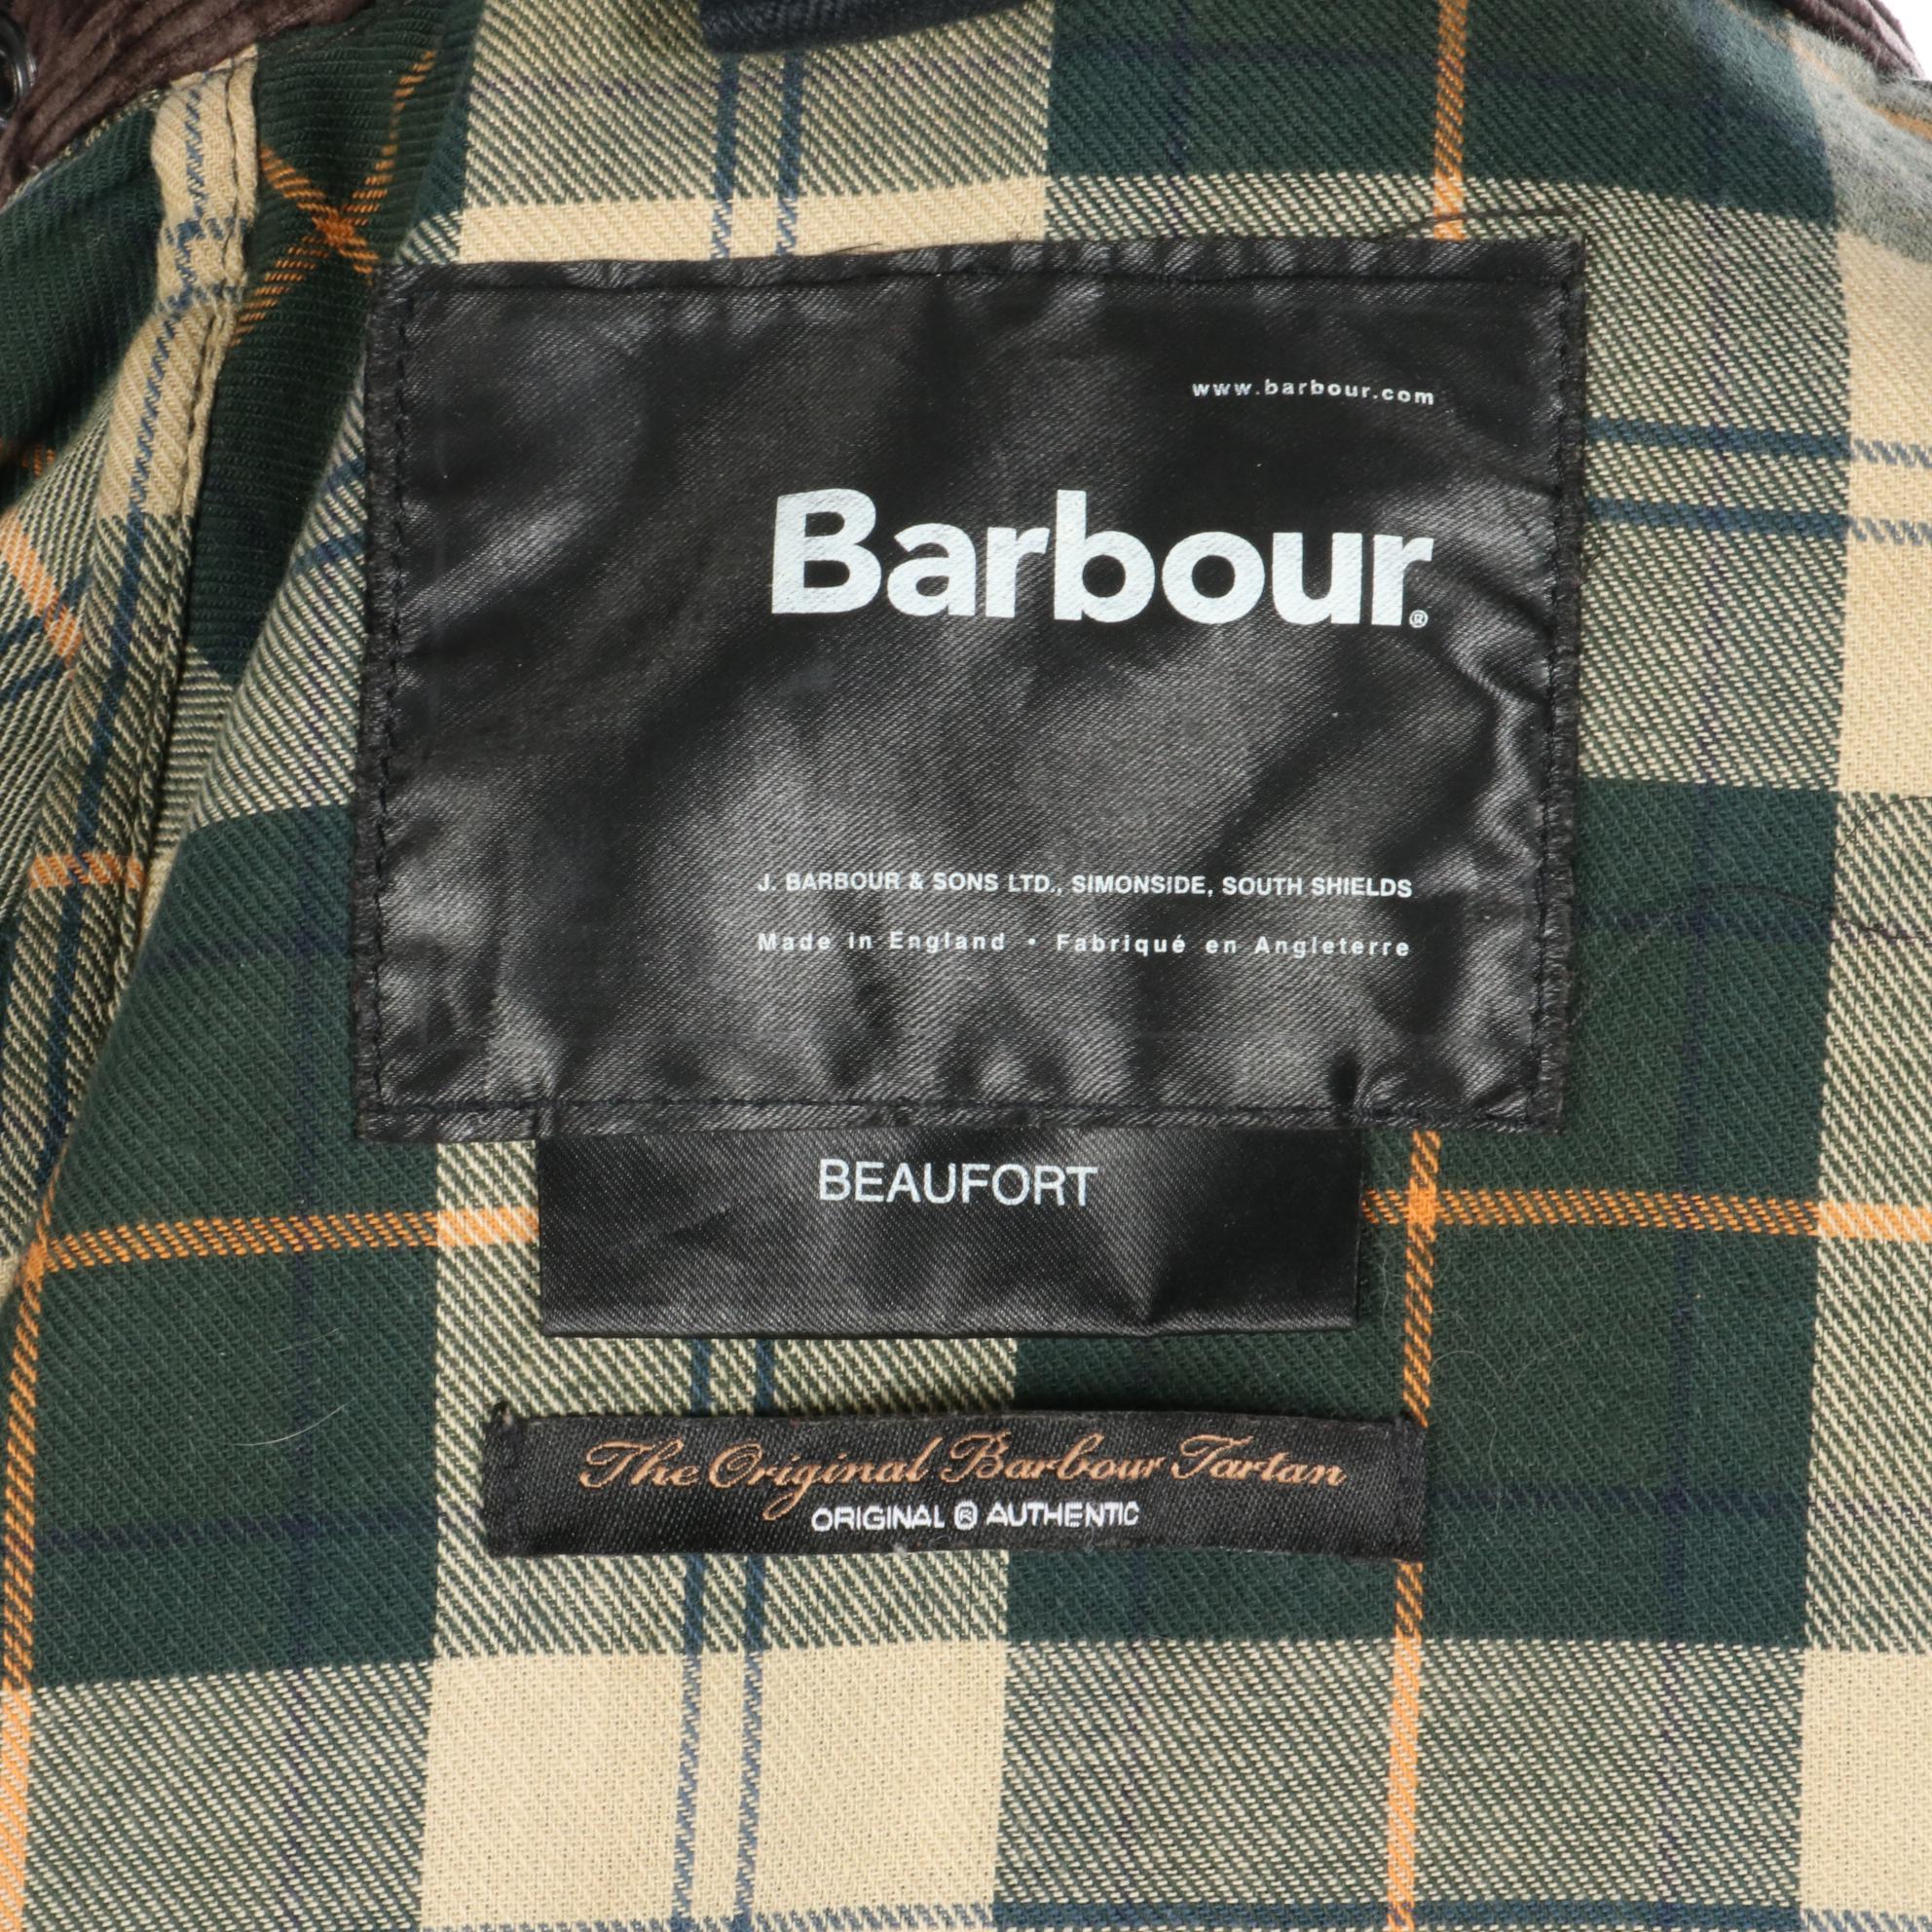 www.barbour.com
Barbour®
J. BARBOUR & SONS LTD., SIMONSIDE, SOUTH SHIELDS
Made in England • Fabriqué en Angleterre
BEAUFORT
The Original Barbour Tartan
ORIGINAL ® AUTHENTIC